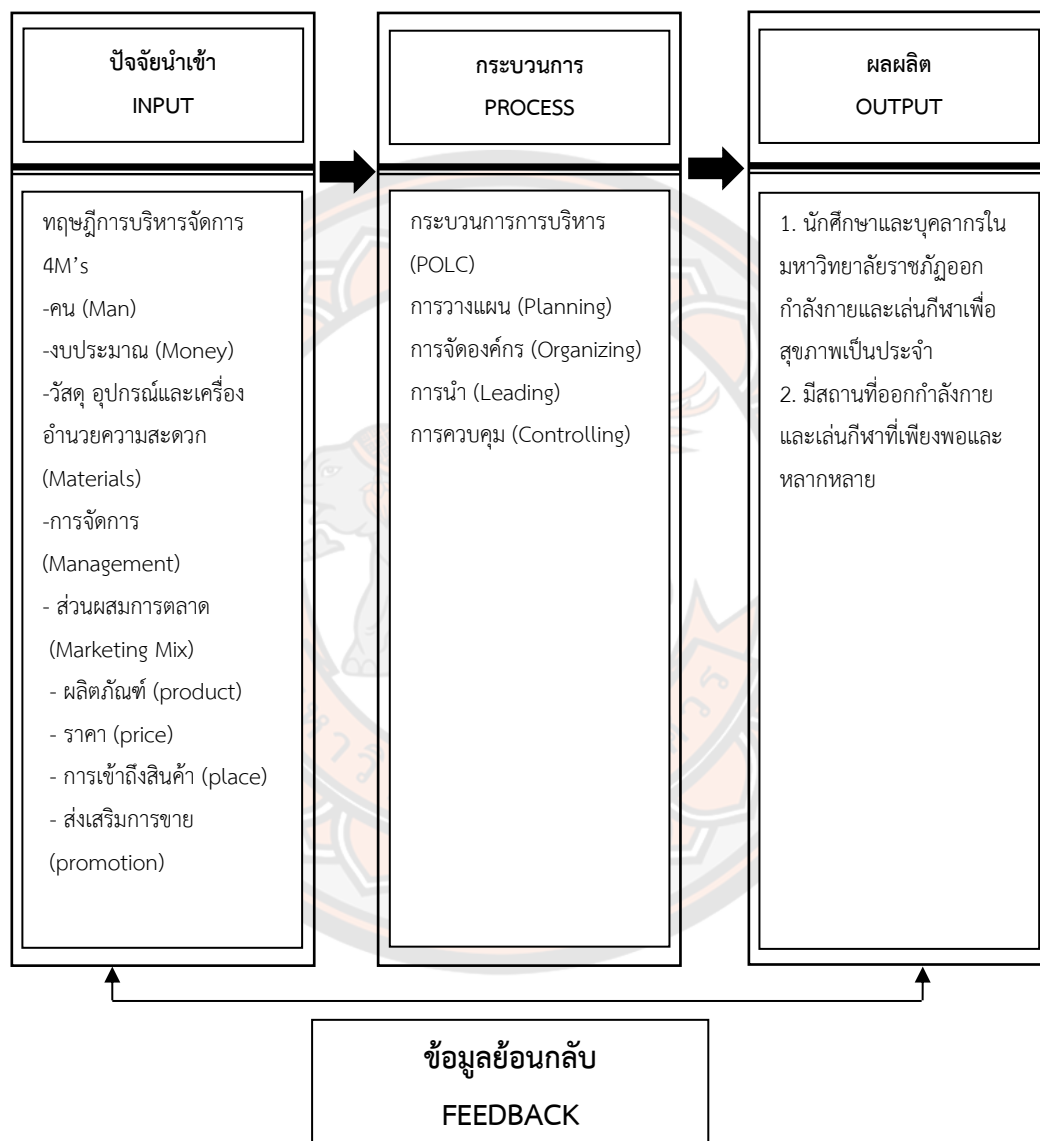 ปัจจัยนำเข้า
INPUT
ทฤษฎีการบริหารจัดการ
4M’s
-คน (Man)
-งบประมาณ (Money)
-วัสดุ อุปกรณ์และเครื่อง
อำนวยความสะดวก
(Materials)
-การจัดการ
(Management)
- ส่วนผสมการตลาด
(Marketing Mix)
- ผลิตภัณฑ์ (product)
- ราคา (price)
- การเข้าถึงสินค้า (place)
- ส่งเสริมการขาย
(promotion)
กระบวนการ
PROCESS
กระบวนการการบริหาร
(POLC)
การวางแผน (Planning)
การจัดองค์กร (Organizing)
การนำ (Leading)
การควบคุม (Controlling)
ผลผลิต
OUTPUT
1. นักศึกษาและบุคลากรใน
มหาวิทยาลัยราชภัฏออก
กำลังกายและเล่นกีฬาเพื่อ
สุขภาพเป็นประจำ
2. มีสถานที่ออกกำลังกาย
และเล่นกีฬาที่เพียงพอและ
หลากหลาย
ข้อมูลย้อนกลับ
FEEDBACK